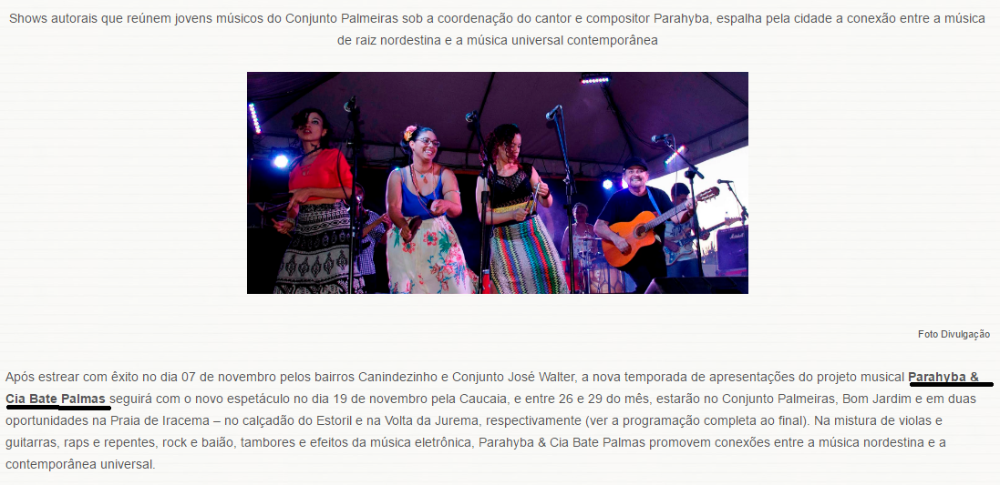 Shows autorais que reúnem jovens músicos do Conjunto Palmeiras sob a coordenação do cantor e compositor Parahyba, espalha pela cidade a conexão entre a música
de raiz nordestina e a música universal contemporânea
Marshall
Foto Divulgação
Após estrear com êxito no dia 07 de novembro pelos bairros Canindezinho e Conjunto José Walter, a nova temporada de apresentações do projeto musical Parahyba &
Cia Bate Palmas seguirá com o novo espetáculo no dia 19 de novembro pela Caucaia, e entre 26 e 29 do mês, estarão no Conjunto Palmeiras, Bom Jardim e em duas
oportunidades na Praia de Iracema – no calçadão do Estoril e na Volta da Jurema, respectivamente (ver a programação completa ao final). Na mistura de violas e
guitarras, raps e repentes, rock e baião, tambores e efeitos da música eletrônica, Parahyba & Cia Bate Palmas promovem conexões entre a música nordestina e a
contemporânea universal.